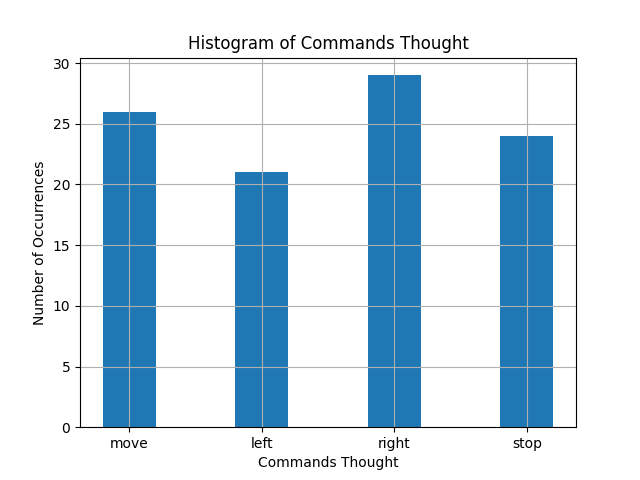 Histogram of Commands Thought
30
25
20
15
10
5
0
Number of Occurrences
move left right stop
Commands Thought